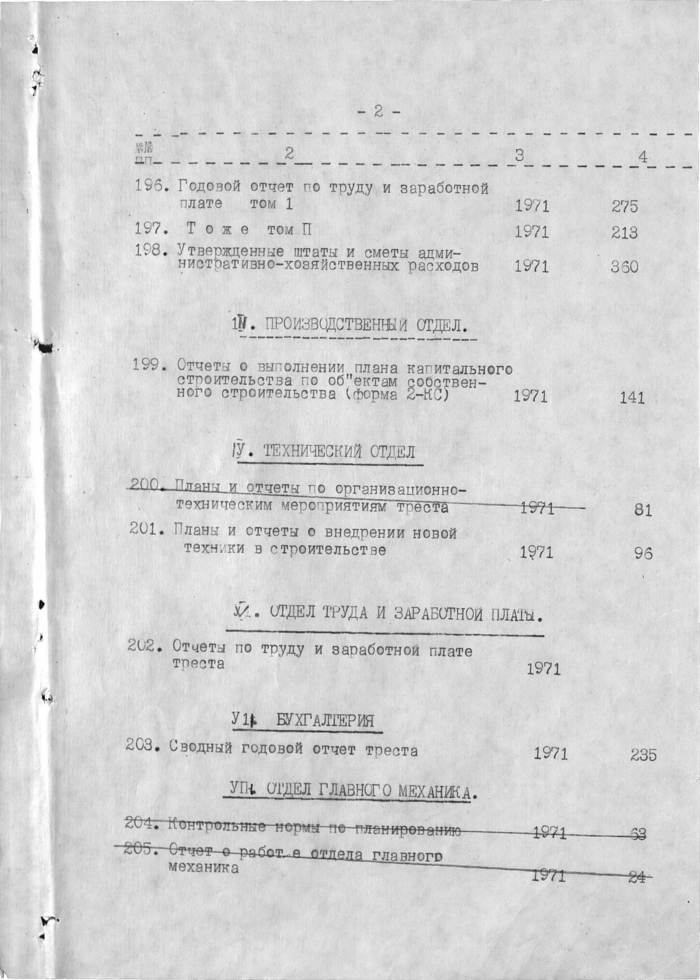 - 2 -
№№
пп 2 3 4
196. Годовой отчет по труду и заработной
плате том 1 1971 275
197. Т о ж е том П 1971 213
198. Утвержденные штаты и сметы адми-
нистративно-хозяйственных расходов 1971 360
ПРОИЗВОДСТВЕННЫЙ ОТДЕЛ.
199. Отчеты о выполнении плана капитального
строительства по об"ектам собствен-
ного строительства (форма 2-КС) 1971 141
IV. ТЕХНИЧЕСКИЙ ОТДЕЛ
200. Планы и отчеты по организационно-
техническим мероприятиям треста 1971 81
201. Планы и отчеты о внедрении новой
техники в строительстве 1971 96
ОТДЕЛ ТРУДА И ЗАРАБОТНОЙ ПЛАТЫ.
202. Отчеты по труду и заработной плате
треста 1971
У1. БУХГАЛТЕРИЯ
203. Сводный годовой отчет треста 1971 235
УП. ОТДЕЛ ГЛАВНОГО МЕХАНИКА.
204. Контрольные нормы по планированию 1971 63
205. Отчет о работ е отдела главного
механика 1971 24